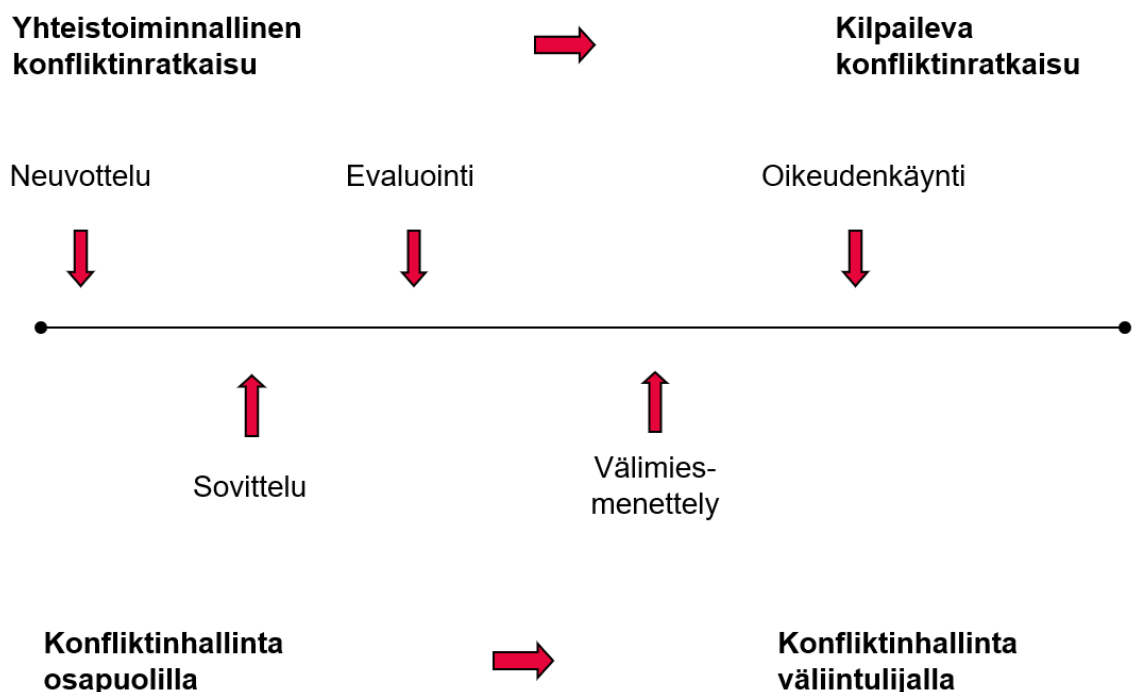 Yhteistoiminnallinen
konfliktinratkaisu
Kilpaileva
konfliktinratkaisu
Neuvottelu
Evaluointi
Oikeudenkäynti
Sovittelu
Välimies-
menettely
Konfliktinhallinta
osapuolilla
Konfliktinhallinta
väliintulijalla